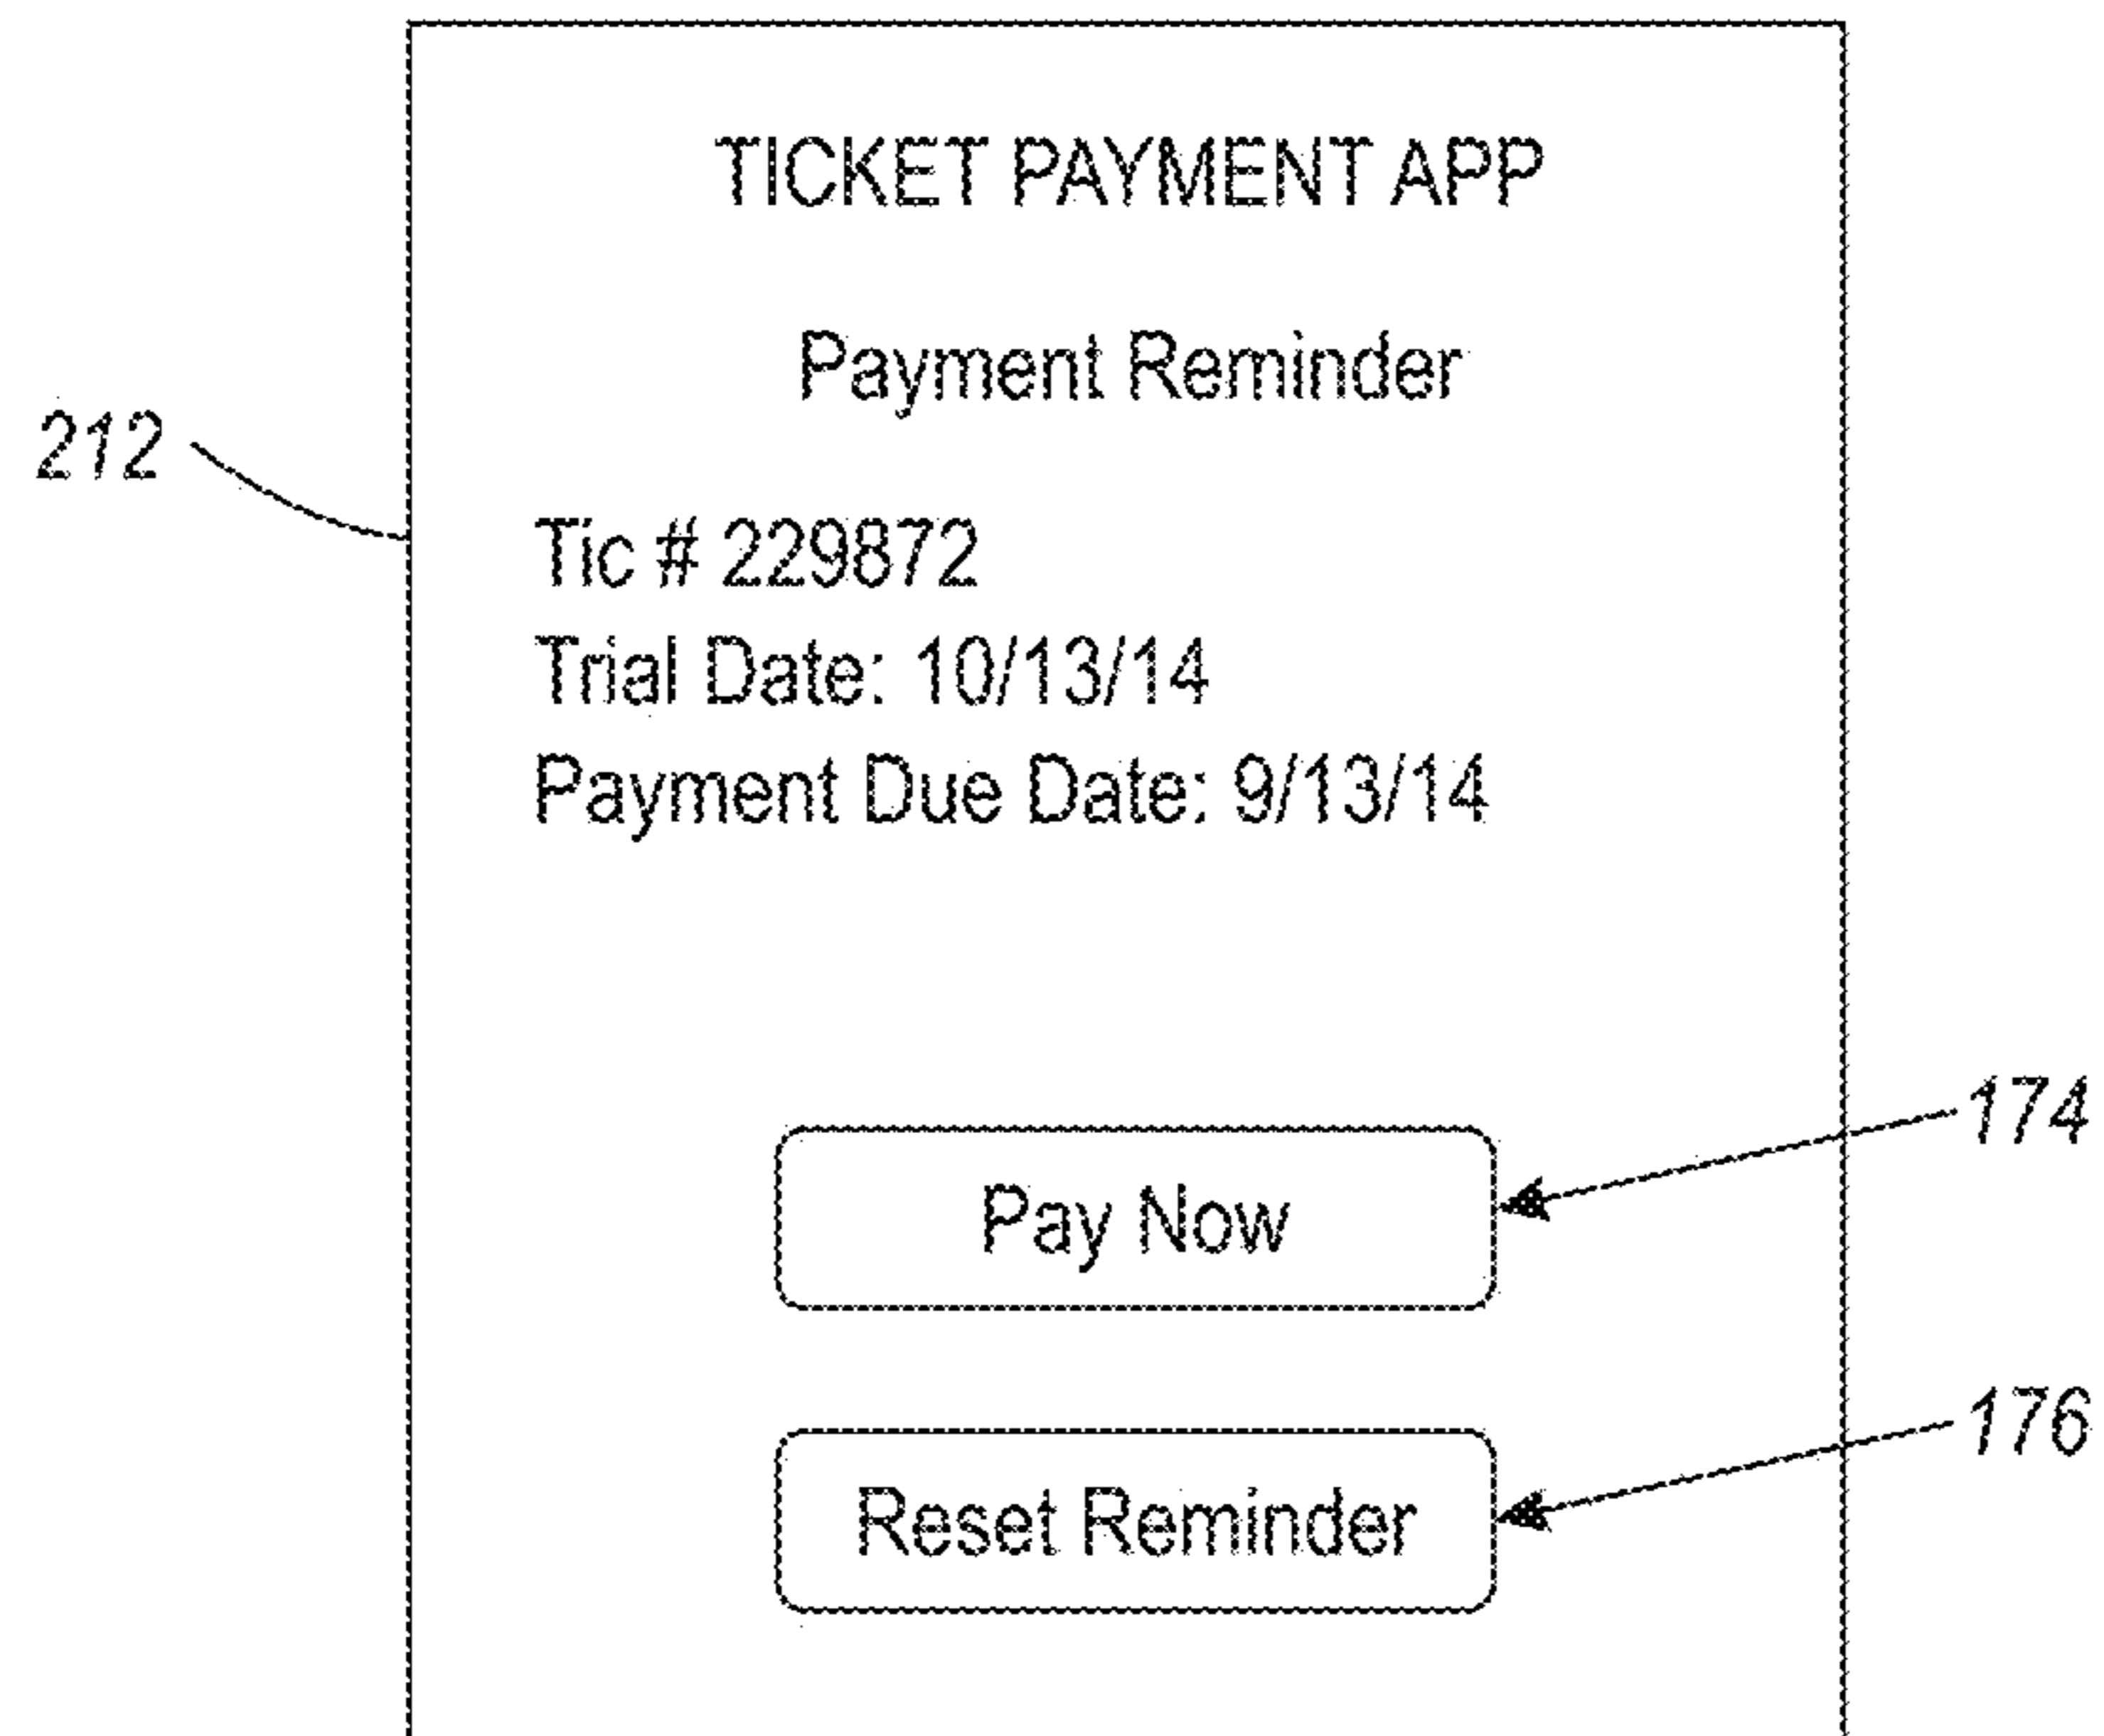 TICKET PAYMENT APP
Payment Reminder
212
Tic # 229872
Trial Date: 10/13/14
Payment Due Date: 9/13/14
174
Pay Now
176
Reset Reminder